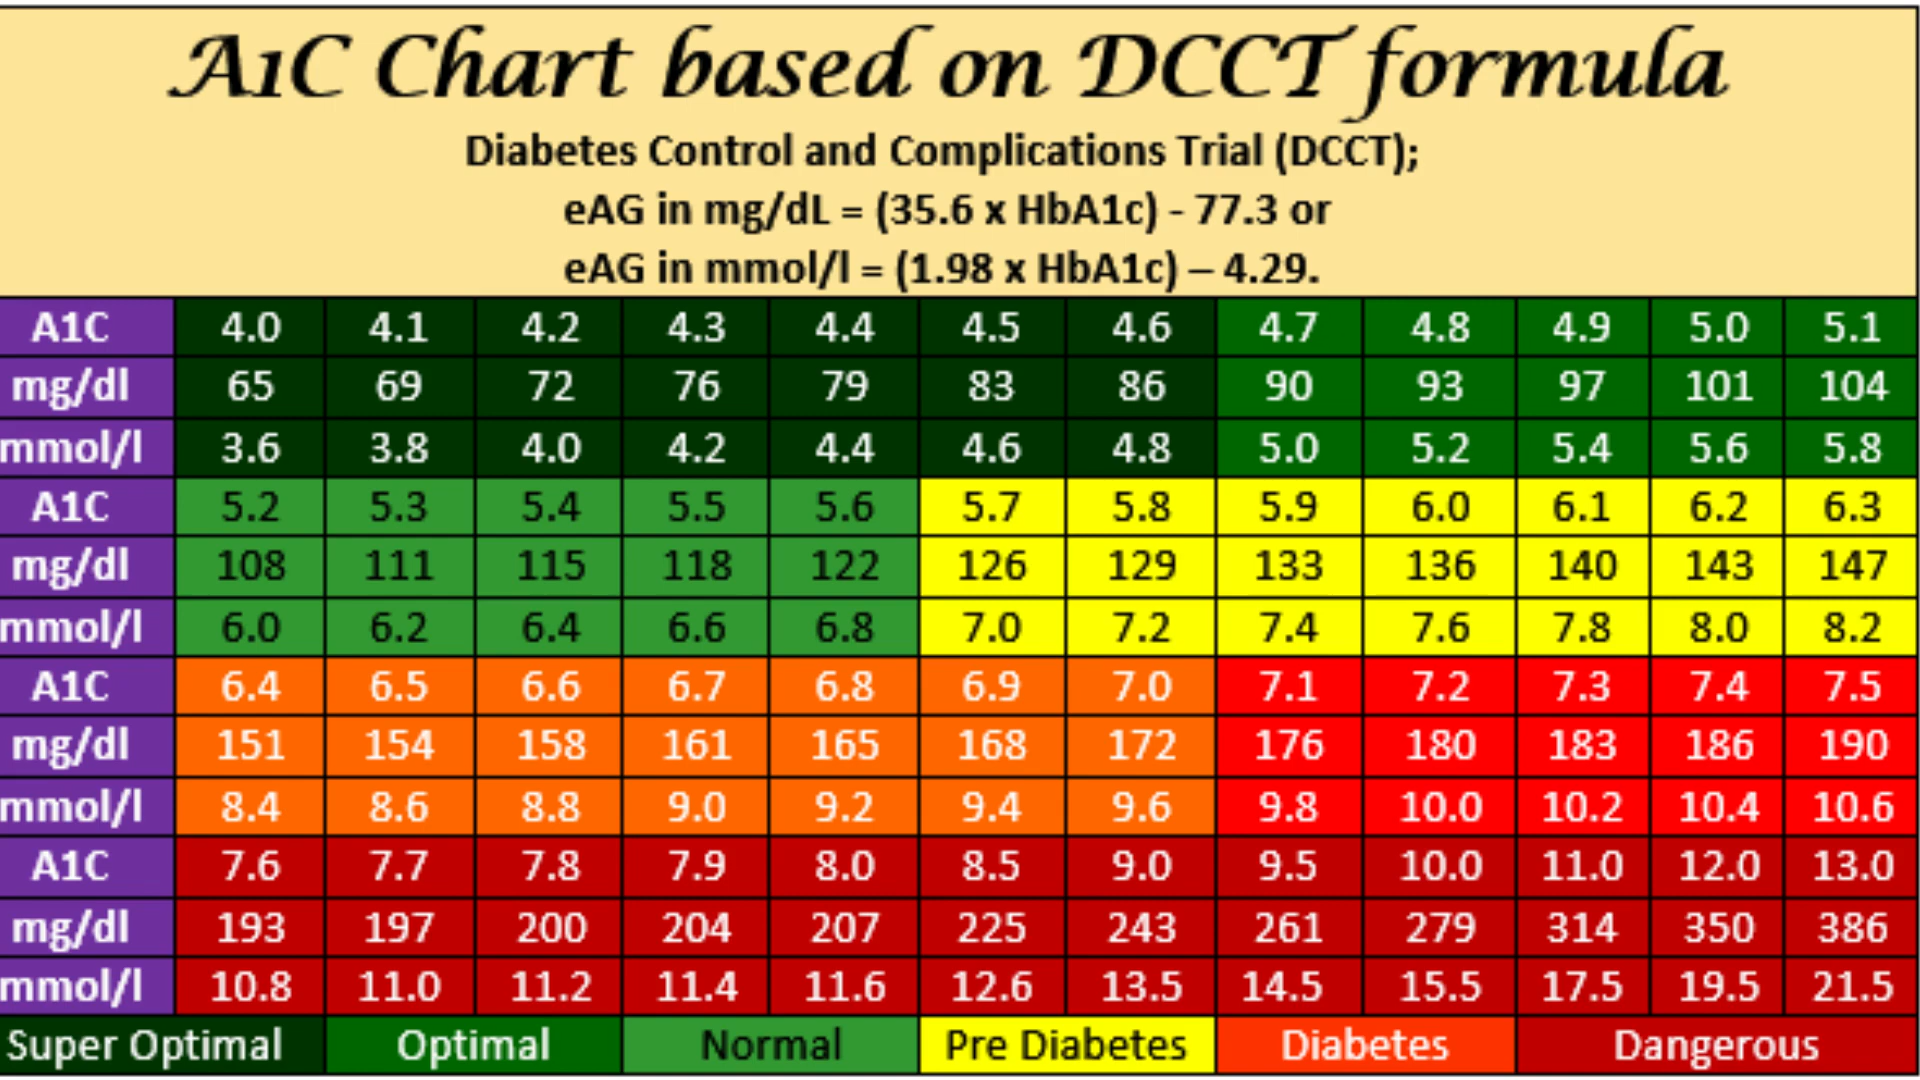 A1C Chart based on DCCT formula
Diabetes Control and Complications Trial (DCCT);
eAG in mg/dL = (35.6 x HbA1c) - 77.3 or
eAG in mmol/l = (1.98 x HbA1c) – 4.29.
A1C 4.0 4.1 4.2 4.3 4.4 4.5 4.6 4.7 4.8 4.9 5.0 5.1
mg/dl 65 69 72 76 79 83 86 90 93 97 101 104
mmol/l 3.6 3.8 4.0 4.2 4.4 4.6 4.8 5.0 5.2 5.4 5.6 5.8
A1C 5.2 5.3 5.4 5.5 5.6 5.7 5.8 5.9 6.0 6.1 6.2 6.3
mg/dl 108 111 115 118 122 126 129 133 136 140 143 147
mmol/l 6.0 6.2 6.4 6.6 6.8 7.0 7.2 7.4 7.6 7.8 8.0 8.2
A1C 6.4 6.5 6.6 6.7 6.8 6.9 7.0 7.1 7.2 7.3 7.4 7.5
mg/dl 151 154 158 161 165 168 172 176 180 183 186 190
mmol/l 8.4 8.6 8.8 9.0 9.2 9.4 9.6 9.8 10.0 10.2 10.4 10.6
A1C 7.6 7.7 7.8 7.9 8.0 8.5 9.0 9.5 10.0 11.0 12.0 13.0
mg/dl 193 197 200 204 207 225 243 261 279 314 350 386
mmol/l 10.8 11.0 11.2 11.4 11.6 12.6 13.5 14.5 15.5 17.5 19.5 21.5
Super Optimal Optimal Normal Pre Diabetes Diabetes Dangerous